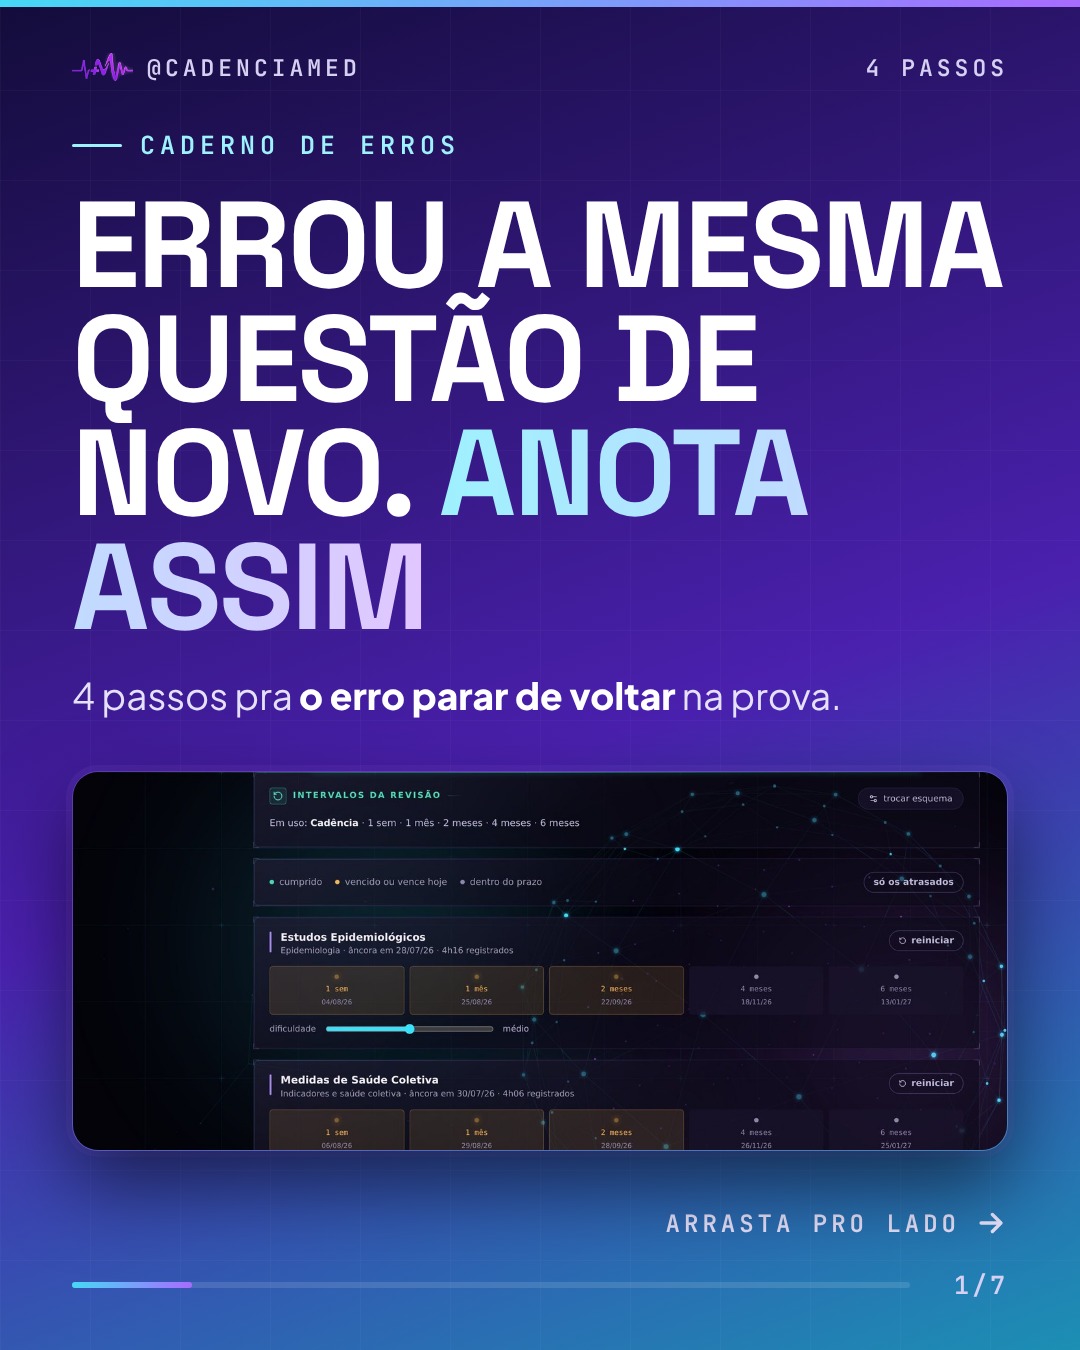 @CADENCIAMED
4 PASSOS
CADERNO DE ERROS
ERROU A MESMA
QUESTÃO DE
NOVO. ANOTA
ASSIM
4 passos pra o erro parar de voltar na prova.
INTERVALOS DA REVISÃO
trocar esquema
Em uso: Cadência · 1 sem · 1 mês · 2 meses · 4 meses · 6 meses
cumprido
vencido ou vence hoje
dentro do prazo
só os atrasados
Estudos Epidemiológicos
Epidemiologia · âncora em 28/07/26 · 4h16 registrados
reiniciar
1 sem
04/08/26
1 mês
25/08/26
2 meses
22/09/26
4 meses
18/11/26
6 meses
13/01/27
dificuldade
médio
Medidas de Saúde Coletiva
Indicadores e saúde coletiva · âncora em 30/07/26 · 4h06 registrados
reiniciar
1 sem
06/08/26
1 mês
29/08/26
2 meses
28/09/26
4 meses
26/11/26
6 meses
25/01/27
ARRASTA PRO LADO →
1/7